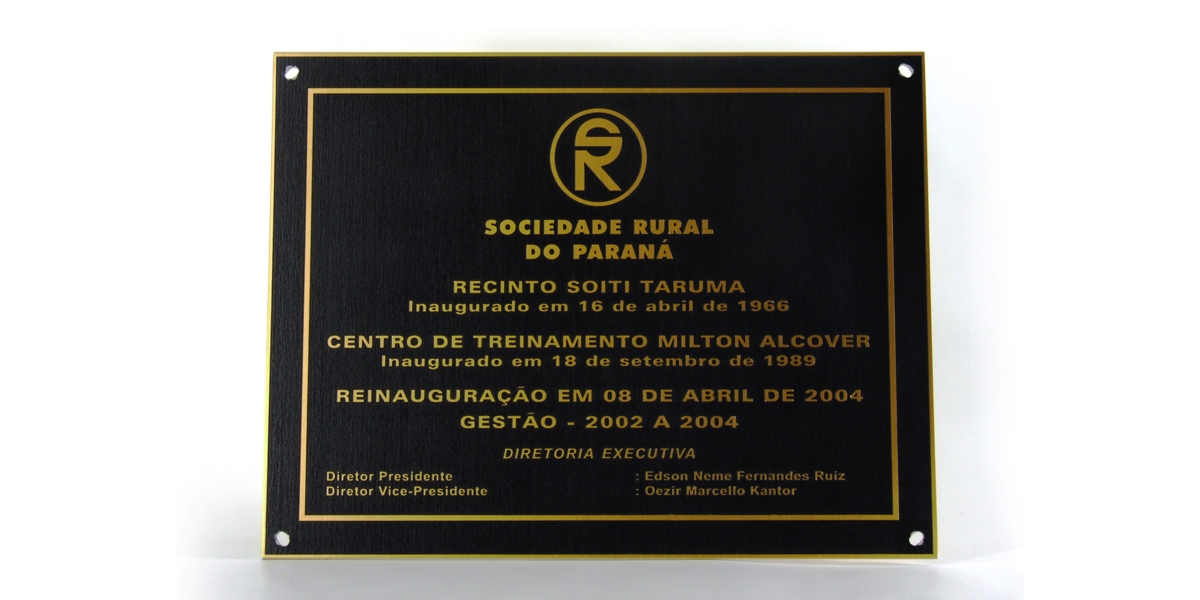 SR
SOCIEDADE RURAL
DO PARANÁ
RECINTO SOITI TARUMA
Inaugurado em 16 de abril de 1966
CENTRO DE TREINAMENTO MILTON ALCOVER
Inaugurado em 18 de setembro de 1989
REINAUGURAÇÃO EM 08 DE ABRIL DE 2004
GESTÃO - 2002 A 2004
DIRETORIA EXECUTIVA
Diretor Presidente : Edson Neme Fernandes Ruiz
Diretor Vice-Presidente : Oezir Marcello Kantor